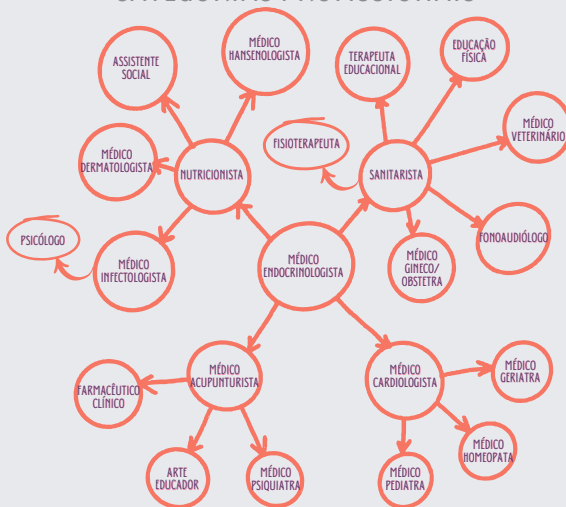 ASSISTENTE
SOCIAL
MÉDICO
HANSENOLOGISTA
TERAPEUTA
EDUCACIONAL
EDUCAÇÃO
FÍSICA
MÉDICO
VETERINÁRIO
MÉDICO
DERMATOLOGISTA
NUTRICIONISTA
FISIOTERAPEUTA
SANITARISTA
PSICÓLOGO
MÉDICO
INFECTOLOGISTA
MÉDICO
ENDOCRINOLOGISTA
MÉDICO
GINECO/
OBSTETRA
FONOAUDIÓLOGO
MÉDICO
ACUPUNTURISTA
MÉDICO
CARDIOLOGISTA
MÉDICO
GERIATRA
FARMACÊUTICO
CLÍNICO
MÉDICO
HOMEOPATA
ARTE
EDUCADOR
MÉDICO
PSIQUIATRA
MÉDICO
PEDIATRA